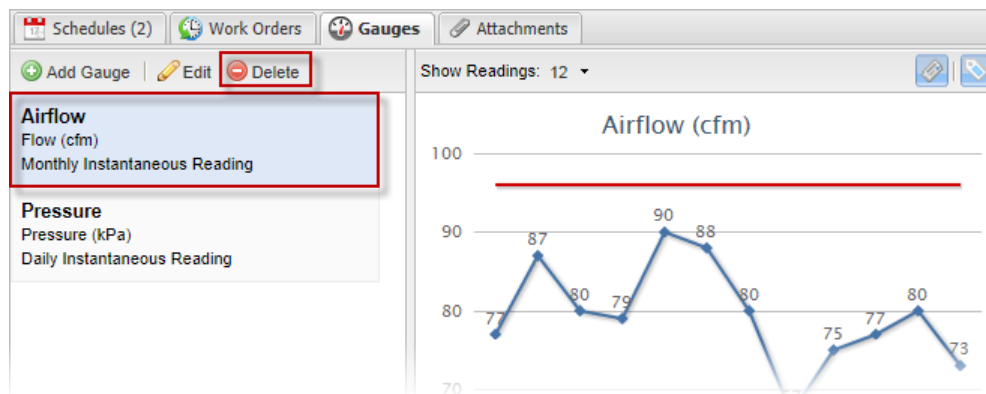 Schedules (2) Work Orders Gauges Attachments
Add Gauge Edit Delete
Show Readings: 12
Airflow
Flow (cfm)
Monthly Instantaneous Reading
Pressure
Pressure (kPa)
Daily Instantaneous Reading
Airflow (cfm)
100
90
80
70
77
87
80
79
90
88
80
75
77
80
73